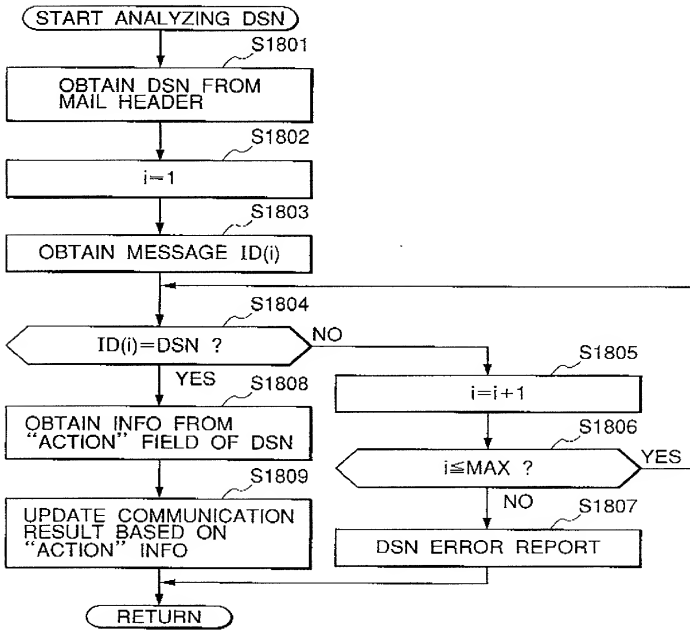 START ANALYZING DSN
S1801
OBTAIN DSN FROM
MAIL HEADER
S1802
i=1
S1803
OBTAIN MESSAGE ID(i)
S1804
ID(i)=DSN ?
NO
YES
S1805
i=i+1
S1806
i≦MAX ?
YES
NO
S1807
DSN ERROR REPORT
S1808
OBTAIN INFO FROM
“ACTION” FIELD OF DSN
S1809
UPDATE COMMUNICATION
RESULT BASED ON
“ACTION” INFO
RETURN